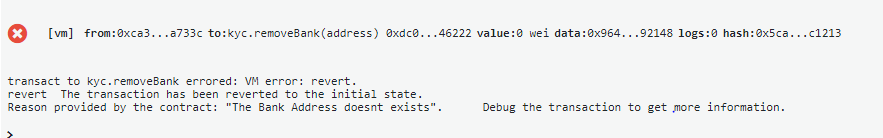 [vm] from:0xca3...a733c to:kyc.removeBank(address) 0xdc0...46222 value:0 wei data:0x964...92148 logs:0 hash:0x5ca...c1213
transact to kyc.removeBank errored: VM error: revert.
revert The transaction has been reverted to the initial state.
Reason provided by the contract: "The Bank Address doesnt exists". Debug the transaction to get more information.
>